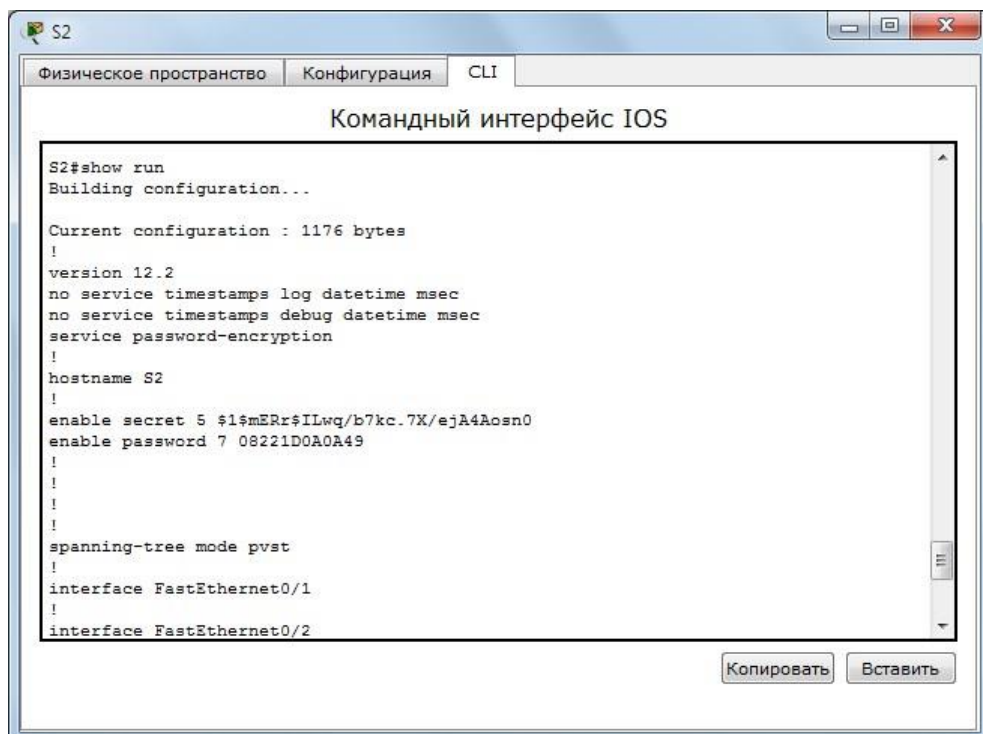 S2
Физическое пространство Конфигурация CLI
Командный интерфейс IOS
S2#show run
Building configuration...
Current configuration : 1176 bytes
!
version 12.2
no service timestamps log datetime msec
no service timestamps debug datetime msec
service password-encryption
!
hostname S2
!
enable secret 5 $1$mERr$ILwq/b7kc.7X/ejA4Aosn0
enable password 7 08221D0A0A49
!
!
!
!
spanning-tree mode pvst
!
interface FastEthernet0/1
!
interface FastEthernet0/2
Копировать Вставить